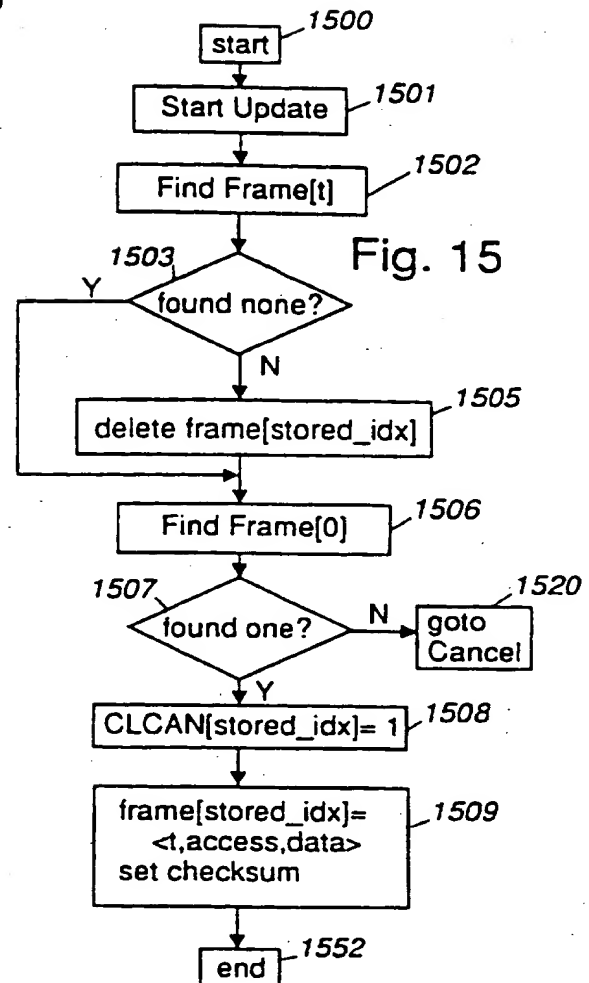 1500
start
1501
Start Update
1502
Find Frame[t]
Fig. 15
1503
Y
found none?
N
1505
delete frame[stored_idx]
1506
Find Frame[0]
1507
found one?
N
1520
goto
Cancel
Y
1508
CLCAN[stored_idx]= 1
1509
frame[stored_idx]=
<t,access,data>
set checksum
1552
end